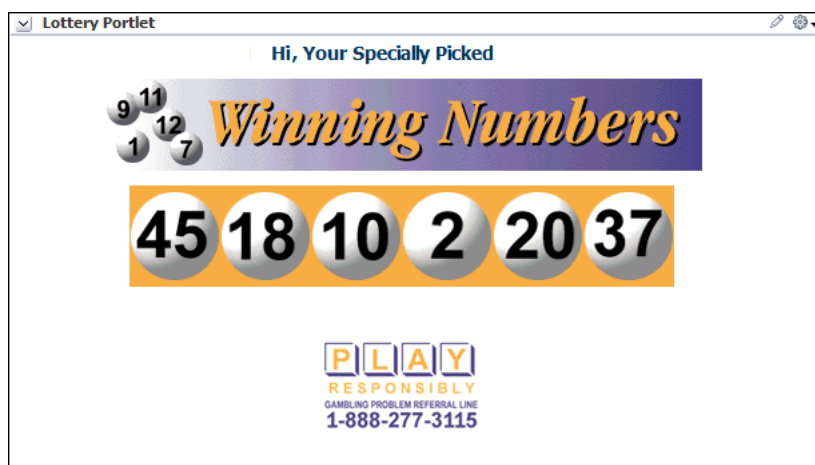 Lottery Portlet
Hi, Your Specially Picked
9 11 12 1 7
Winning Numbers
45 18 10 2 20 37
PLAY
RESPONSIBLY
GAMBLING PROBLEM REFERRAL LINE
1-888-277-3115